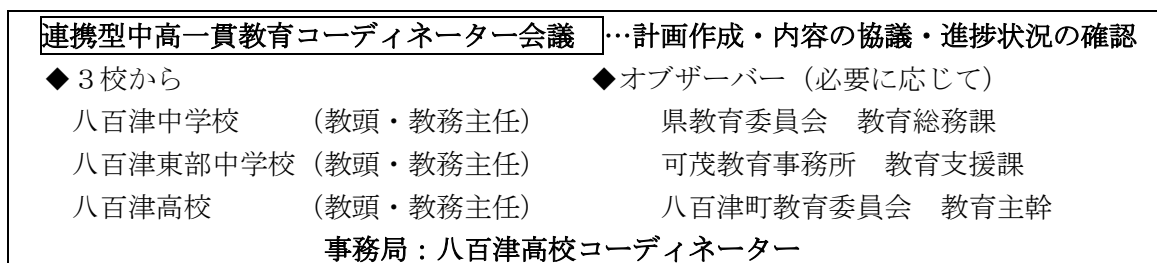 連携型中高一貫教育コーディネーター会議 …計画作成・内容の協議・進捗状況の確認
◆３校から ◆オブザーバー（必要に応じて）
八百津中学校 （教頭・教務主任） 県教育委員会 教育総務課
八百津東部中学校（教頭・教務主任） 可茂教育事務所 教育支援課
八百津高校 （教頭・教務主任） 八百津町教育委員会 教育主幹
事務局：八百津高校コーディネーター